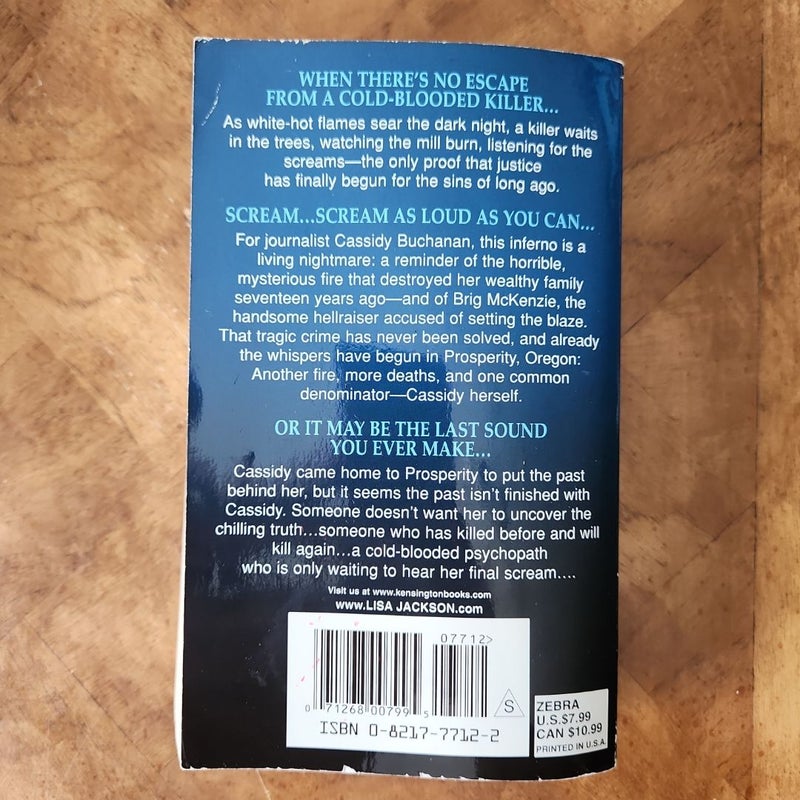 WHEN THERE'S NO ESCAPE
FROM A COLD-BLOODED KILLER...
As white-hot flames sear the dark night, a killer waits
in the trees, watching the mill burn, listening for the
screams—the only proof that justice
has finally begun for the sins of long ago.
SCREAM...SCREAM AS LOUD AS YOU CAN...
For journalist Cassidy Buchanan, this inferno is a
living nightmare: a reminder of the horrible,
mysterious fire that destroyed her wealthy family
seventeen years ago—and of Brig McKenzie, the
handsome hellraiser accused of setting the blaze.
That tragic crime has never been solved, and already
the whispers have begun in Prosperity, Oregon:
Another fire, more deaths, and one common
denominator—Cassidy herself.
OR IT MAY BE THE LAST SOUND
YOU EVER MAKE...
Cassidy came home to Prosperity to put the past
behind her, but it seems the past isn't finished with
Cassidy. Someone doesn't want her to uncover the
chilling truth...someone who has killed before and will
kill again...a cold-blooded psychopath
who is only waiting to hear her final scream....
Visit us at www.kensingtonbooks.com
www.LISA JACKSON.com
07712>
0 71268 00799 5
S
ISBN 0-8217-7712-2
ZEBRA
U.S.$7.99
CAN $10.99
PRINTED IN U.S.A.